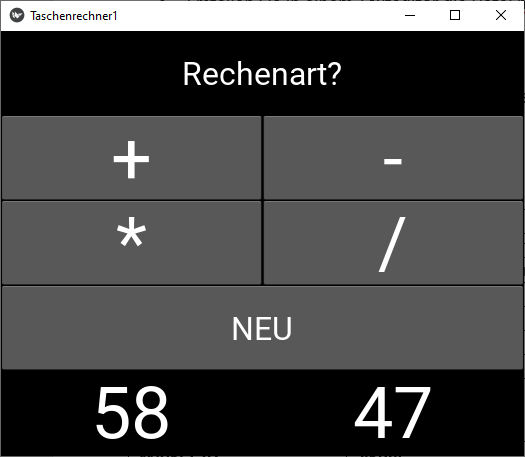 Taschenrechner1
Rechenart?
+ -
* /
NEU
58 47